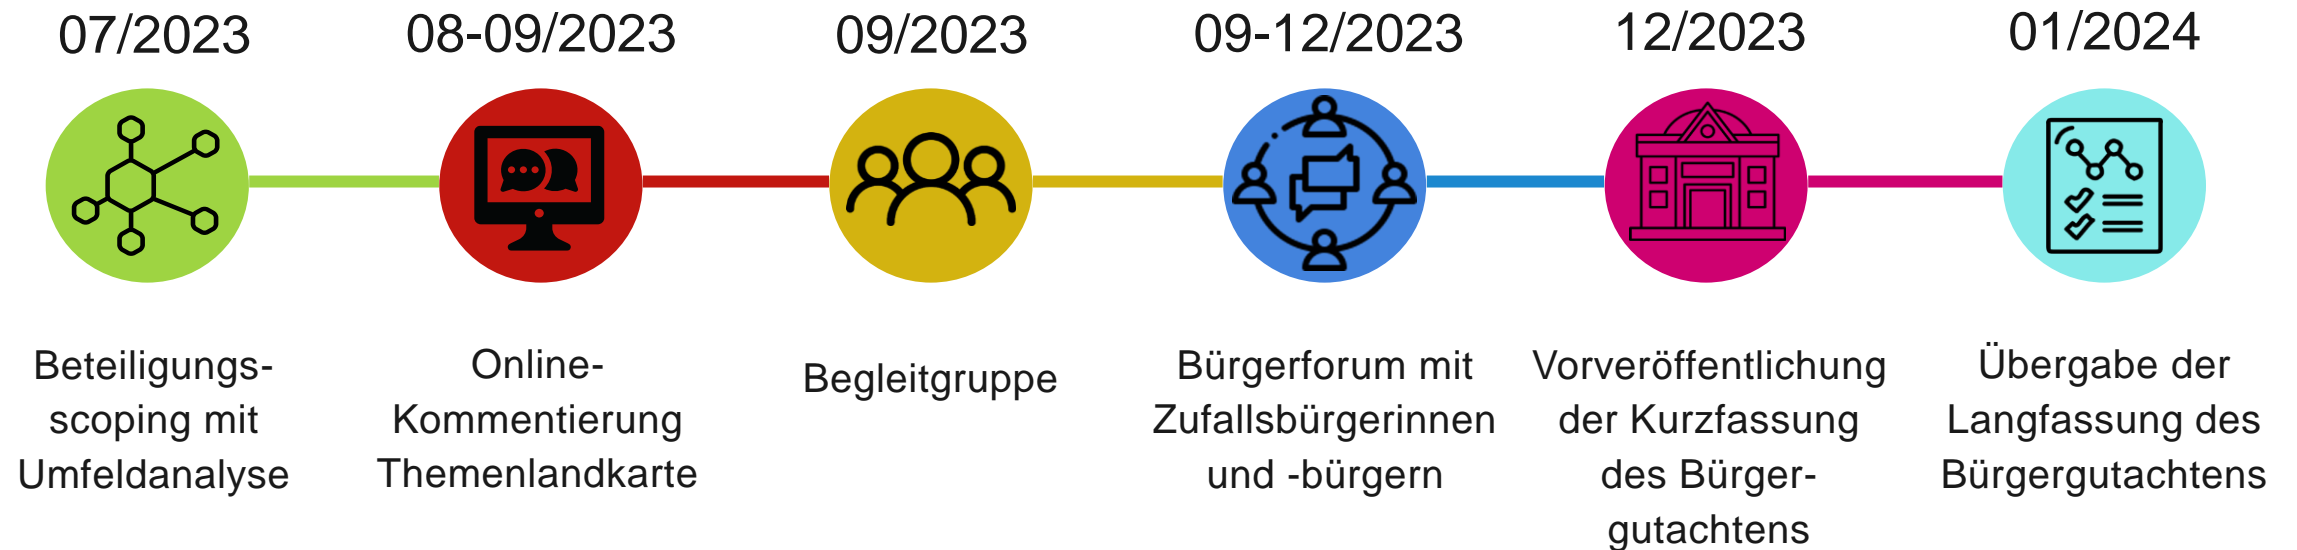 07/2023
Beteiligungs-
scoping mit
Umfeldanalyse
08-09/2023
Online-
Kommentierung
Themenlandkarte
09/2023
Begleitgruppe
09-12/2023
Bürgerforum mit
Zufallsbürgerinnen
und -bürgern
12/2023
Vorveröffentlichung
der Kurzfassung
des Bürger-
gutachtens
01/2024
Übergabe der
Langfassung des
Bürgergutachtens